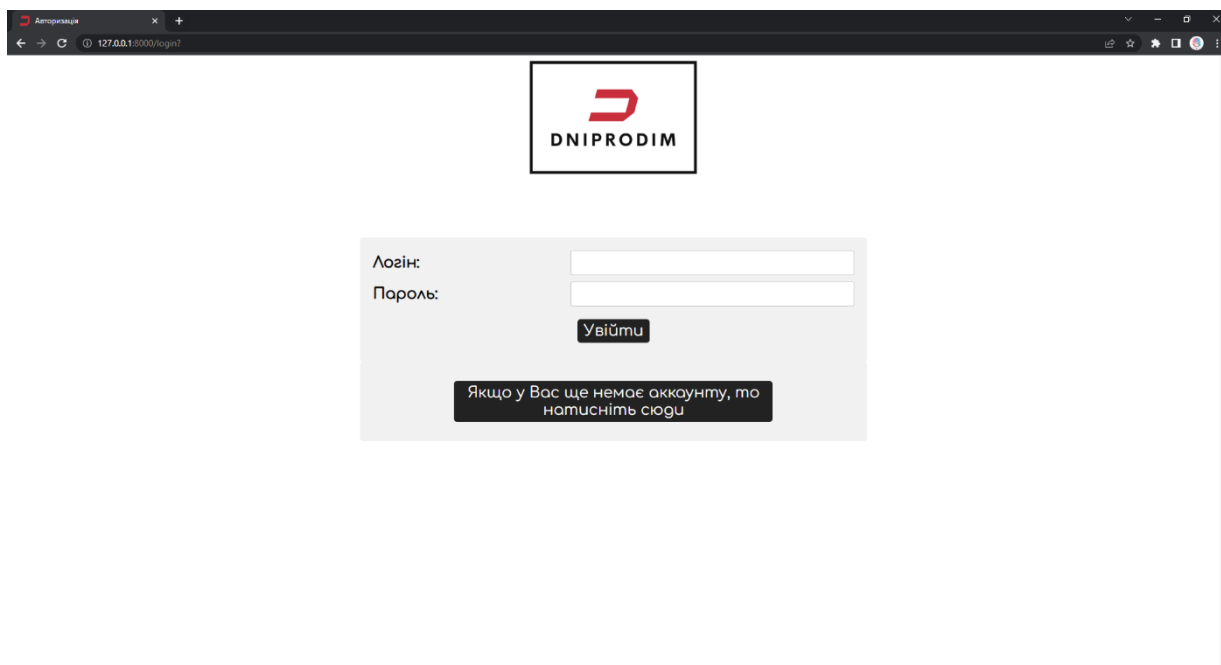 Авторизація
127.0.0.1:8000/login?
DNIPRODIM
Логін:
Пароль:
Увійти
Якщо у Вас ще немає аккаунту, то
натисніть сюди